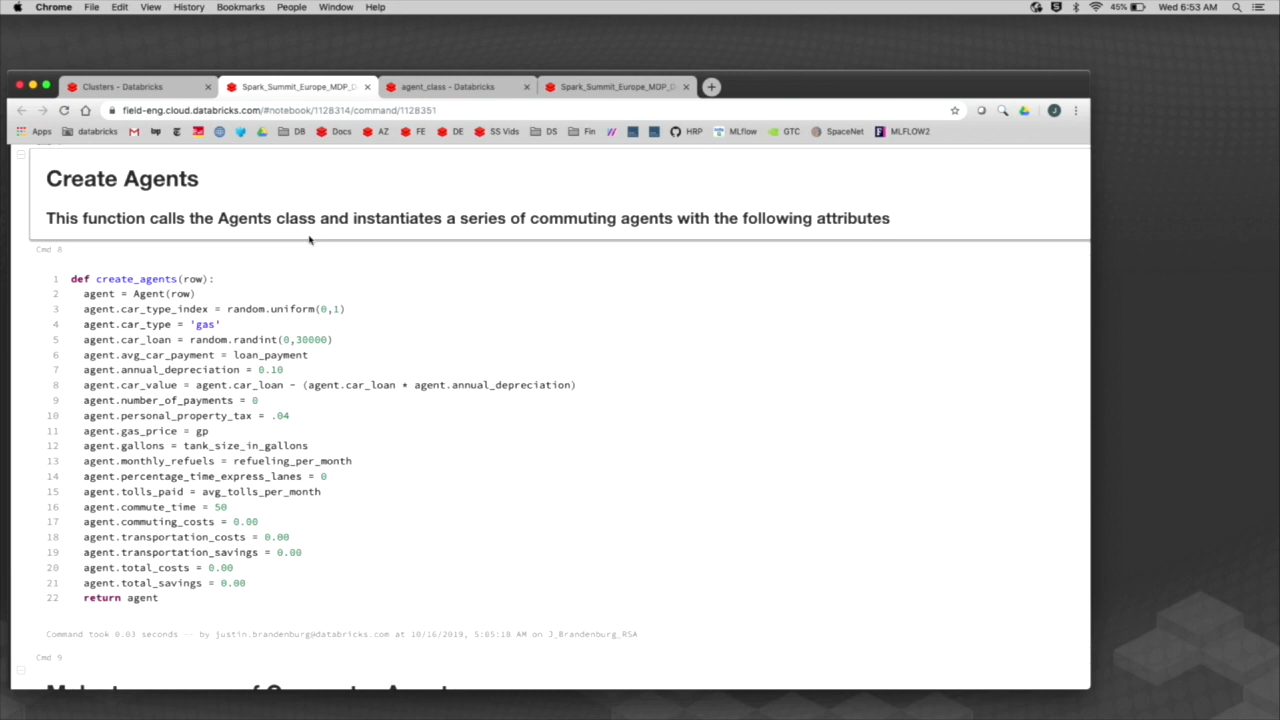 Chrome File Edit View History Bookmarks People Window Help 45% Wed 6:53 AM
Clusters - Databricks Spark_Summit_Europe_MDP_D agent_class - Databricks Spark_Summit_Europe_MDP_D
field-eng.cloud.databricks.com/#notebook/1128314/command/1128351
Apps databricks bp DB Docs AZ FE DE SS Vids DS Fin HRP MLflow GTC SpaceNet MLFLOW2
Create Agents
This function calls the Agents class and instantiates a series of commuting agents with the following attributes
Cmd 8
1 def create_agents(row):
2 agent = Agent(row)
3 agent.car_type_index = random.uniform(0,1)
4 agent.car_type = 'gas'
5 agent.car_loan = random.randint(0,30000)
6 agent.avg_car_payment = loan_payment
7 agent.annual_depreciation = 0.10
8 agent.car_value = agent.car_loan - (agent.car_loan * agent.annual_depreciation)
9 agent.number_of_payments = 0
10 agent.personal_property_tax = .04
11 agent.gas_price = gp
12 agent.gallons = tank_size_in_gallons
13 agent.monthly_refuels = refueling_per_month
14 agent.percentage_time_express_lanes = 0
15 agent.tolls_paid = avg_tolls_per_month
16 agent.commute_time = 50
17 agent.commuting_costs = 0.00
18 agent.transportation_costs = 0.00
19 agent.transportation_savings = 0.00
20 agent.total_costs = 0.00
21 agent.total_savings = 0.00
22 return agent
Command took 0.03 seconds -- by justin.brandenburg@databricks.com at 10/16/2019, 5:05:18 AM on J_Brandenburg_RSA
Cmd 9